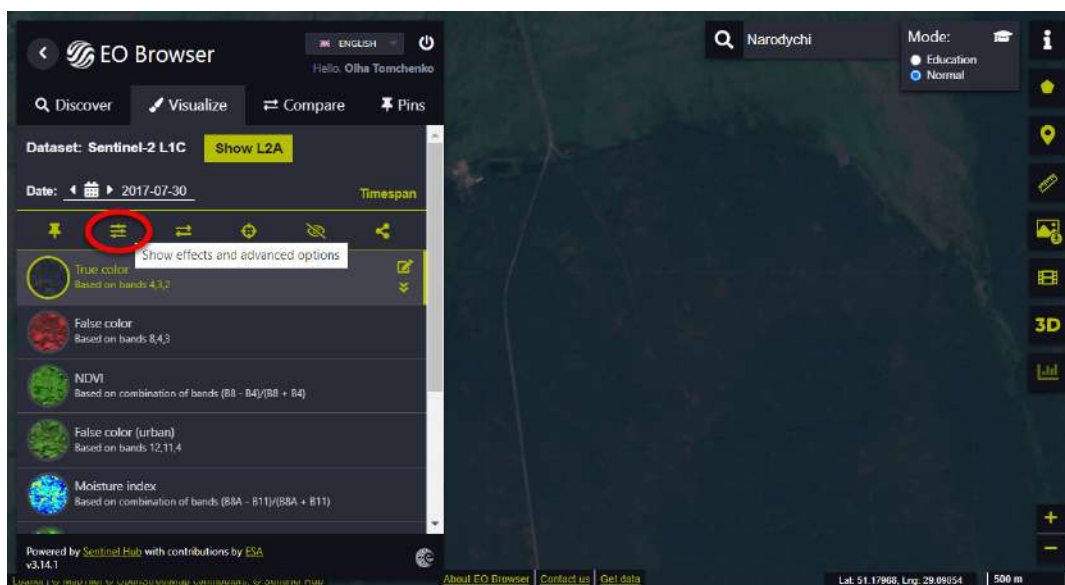 EO Browser
ENGLISH
Hello, Olha Tomchenko
Discover
Visualize
Compare
Pins
Dataset: Sentinel-2 L1C
Show L2A
Date: 2017-07-30
Timespan
Show effects and advanced options
True color
Based on bands 4,3,2
False color
Based on bands 8,4,3
NDVI
Based on combination of bands (B8 - B4)/(B8 + B4)
False color (urban)
Based on bands 12,11,4
Moisture index
Based on combination of bands (B8A - B11)/(B8A + B11)
Powered by Sentinel Hub with contributions by ESA
v3.14.1
Narodychi
Mode:
Education
Normal
3D
About EO Browser
Contact us
Get data
Lat: 51.17968, Lng: 29.09054
500 m